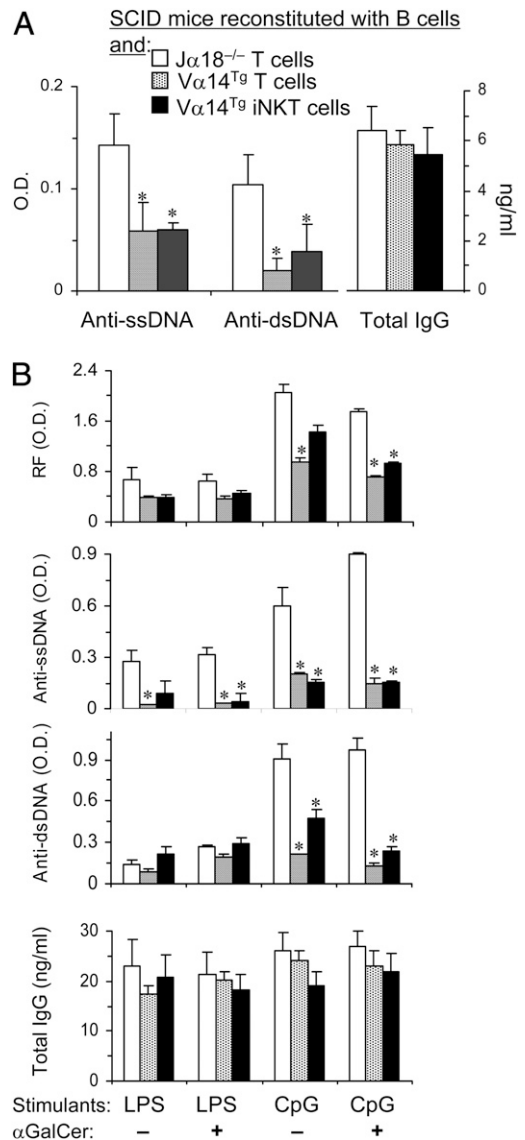 A
SCID mice reconstituted with B cells
and:
Jα18⁻/⁻ T cells
Vα14ᵀᵍ T cells
Vα14ᵀᵍ iNKT cells
0.2
0.1
0
O.D.
* *
* *
8
6
4
2
0
ng/ml
Anti-ssDNA Anti-dsDNA Total IgG
B
RF (O.D.)
2.4
1.6
0.8
0
* * *
Anti-ssDNA (O.D.)
0.9
0.6
0.3
0
* * * * * * *
Anti-dsDNA (O.D.)
0.9
0.6
0.3
0
* * * *
Total IgG (ng/ml)
30
20
10
0
Stimulants: LPS LPS CpG CpG
αGalCer: – + – +